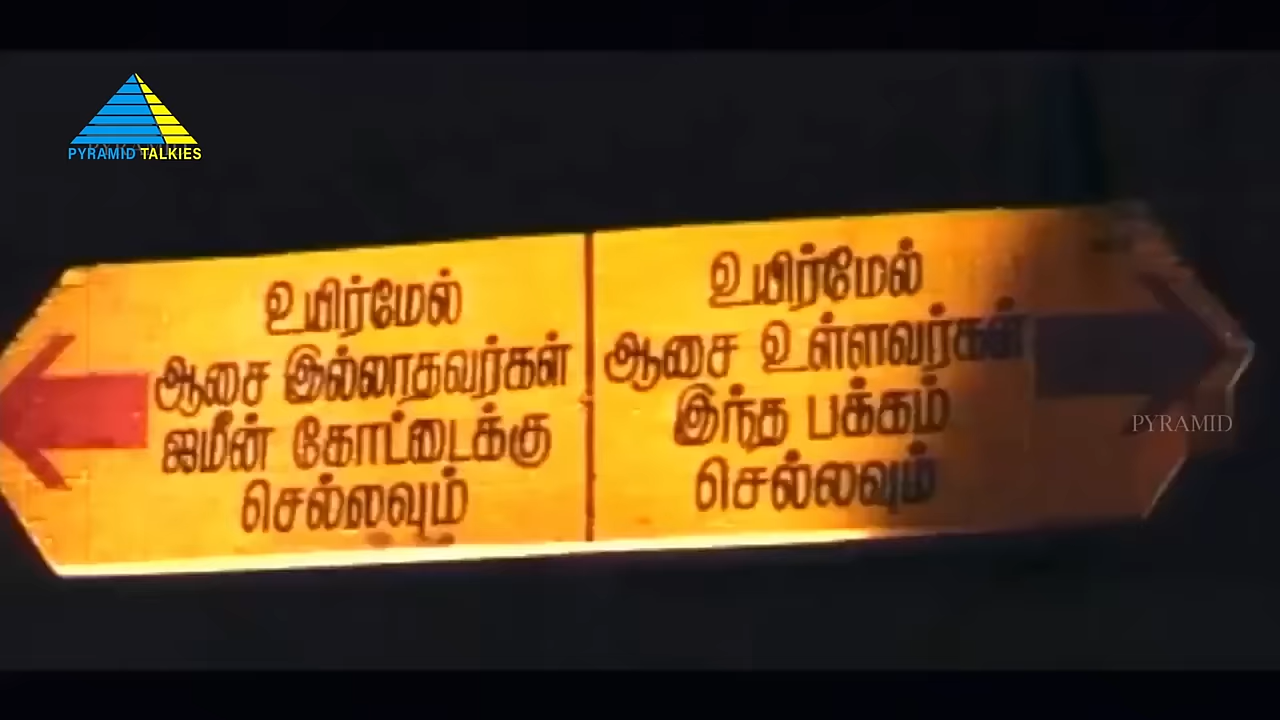 PYRAMID TALKIES
உயிர்மேல்
ஆசை இல்லாதவர்கள்
ஜமீன் கோட்டைக்கு
செல்லவும்
உயிர்மேல்
ஆசை உள்ளவர்கள்
இந்த பக்கம்
செல்லவும்
PYRAMID